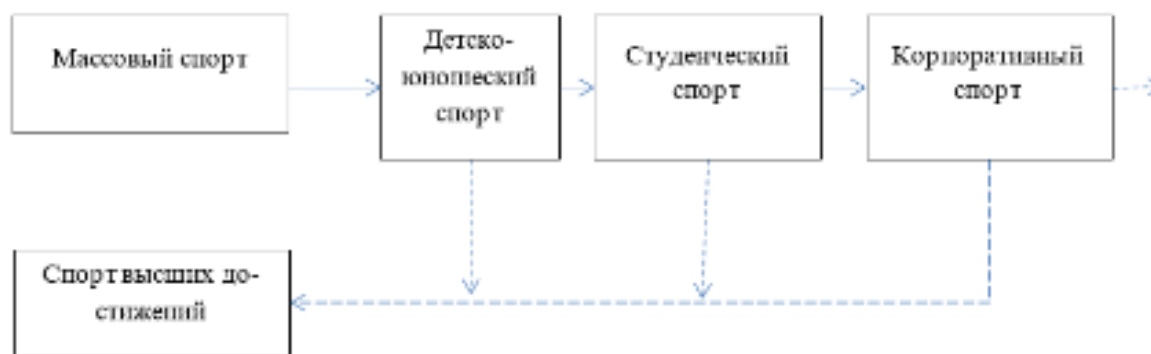 Массовый спорт
Детско-
юношеский
спорт
Студенческий
спорт
Корпоративный
спорт
Спорт высших до-
стижений